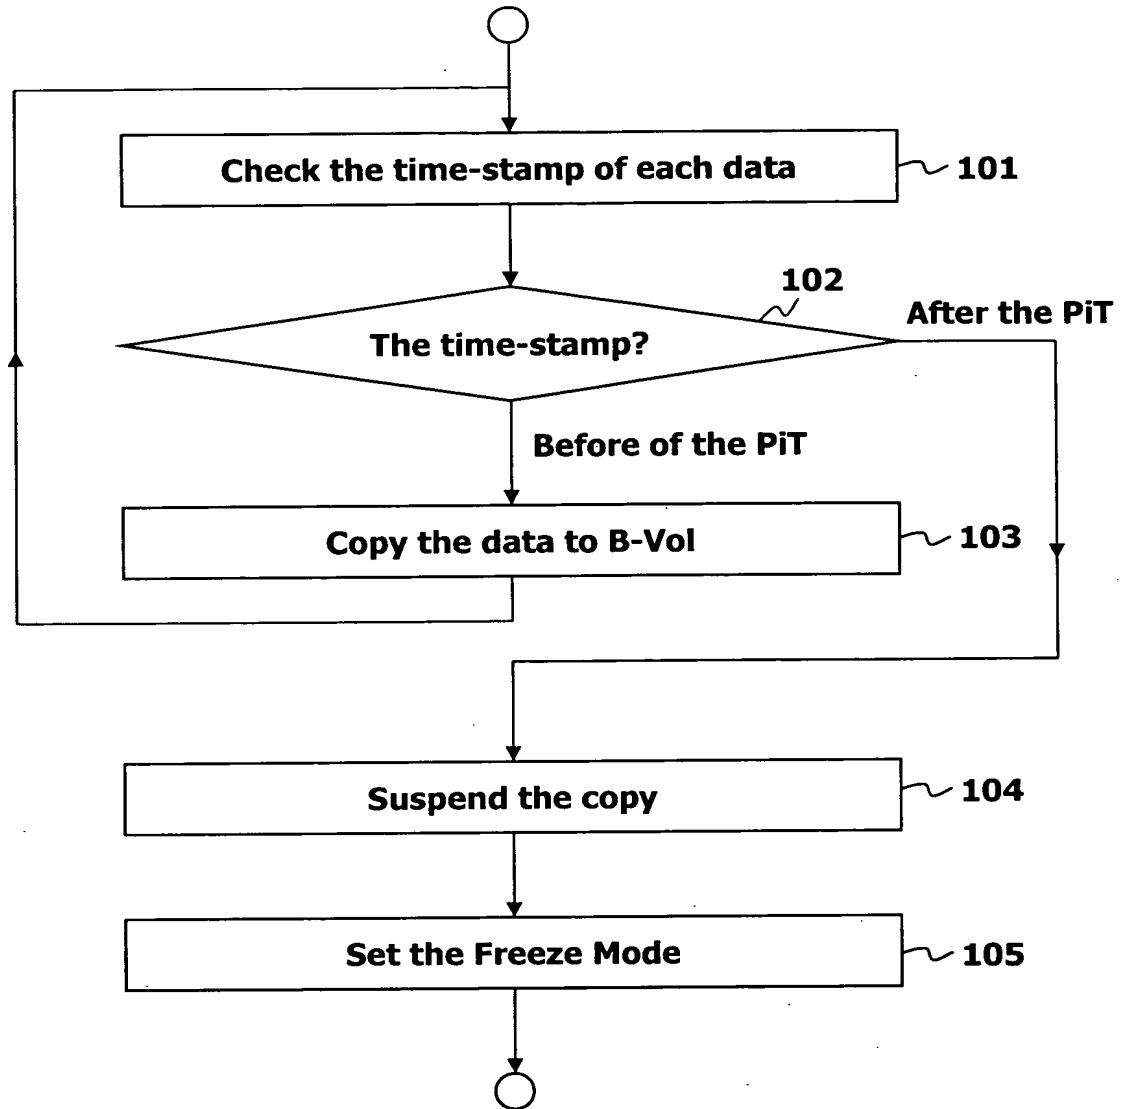 Check the time-stamp of each data
101
102
After the PiT
The time-stamp?
Before of the PiT
Copy the data to B-Vol
103
Suspend the copy
104
Set the Freeze Mode
105